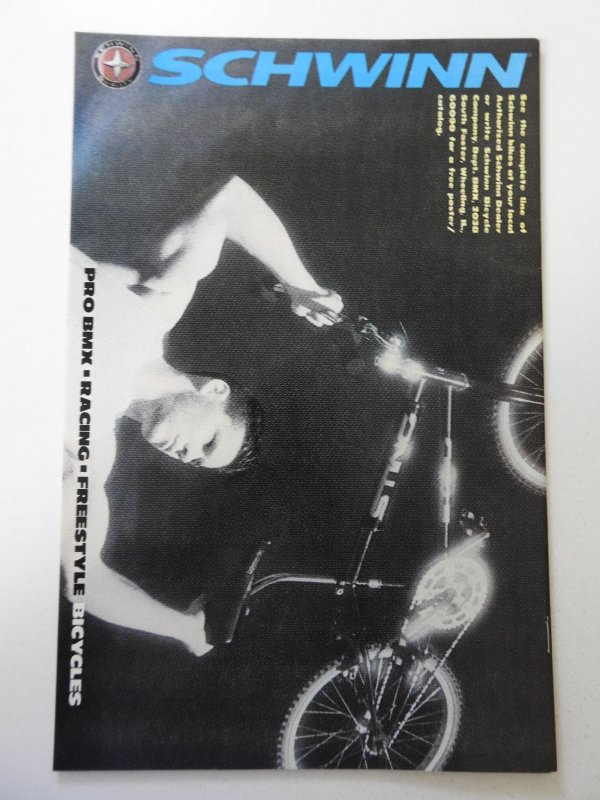 SCHWINN
See the complete line of
Schwinn bikes at your local
Authorized Schwinn Dealer
or write Schwinn Bicycle
Company, Dept. BMX, 2038
South Foster, Wheeling, IL,
60090 for a free poster/
catalog.
PRO BMX ▪ RACING ▪ FREESTYLE BICYCLES